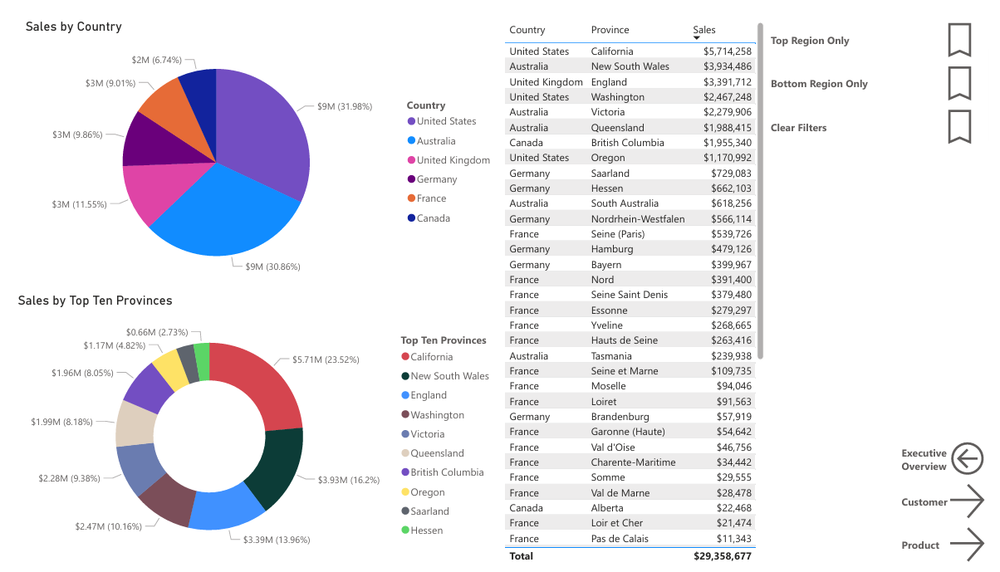 Sales by Country
$2M (6.74%)
$3M (9.01%)
$3M (9.86%)
$3M (11.55%)
$9M (31.98%)
$9M (30.86%)
Country
United States
Australia
United Kingdom
Germany
France
Canada
Sales by Top Ten Provinces
$0.66M (2.73%)
$1.17M (4.82%)
$1.96M (8.05%)
$1.99M (8.18%)
$2.28M (9.38%)
$2.47M (10.16%)
$5.71M (23.52%)
$3.93M (16.2%)
$3.39M (13.96%)
Top Ten Provinces
California
New South Wales
England
Washington
Victoria
Queensland
British Columbia
Oregon
Saarland
Hessen
Country Province Sales
United States California $5,714,258
Australia New South Wales $3,934,486
United Kingdom England $3,391,712
United States Washington $2,467,248
Australia Victoria $2,279,906
Australia Queensland $1,988,415
Canada British Columbia $1,955,340
United States Oregon $1,170,992
Germany Saarland $729,083
Germany Hessen $662,103
Australia South Australia $618,256
Germany Nordrhein-Westfalen $566,114
France Seine (Paris) $539,726
Germany Hamburg $479,126
Germany Bayern $399,967
France Nord $391,400
France Seine Saint Denis $379,480
France Essonne $279,297
France Yveline $268,665
France Hauts de Seine $263,416
Australia Tasmania $239,938
France Seine et Marne $109,735
France Moselle $94,046
France Loiret $91,563
Germany Brandenburg $57,919
France Garonne (Haute) $54,642
France Val d'Oise $46,756
France Charente-Maritime $34,442
France Somme $29,555
France Val de Marne $28,478
Canada Alberta $22,468
France Loir et Cher $21,474
France Pas de Calais $11,343
Total $29,358,677
Top Region Only
Bottom Region Only
Clear Filters
Executive
Overview
Customer
Product